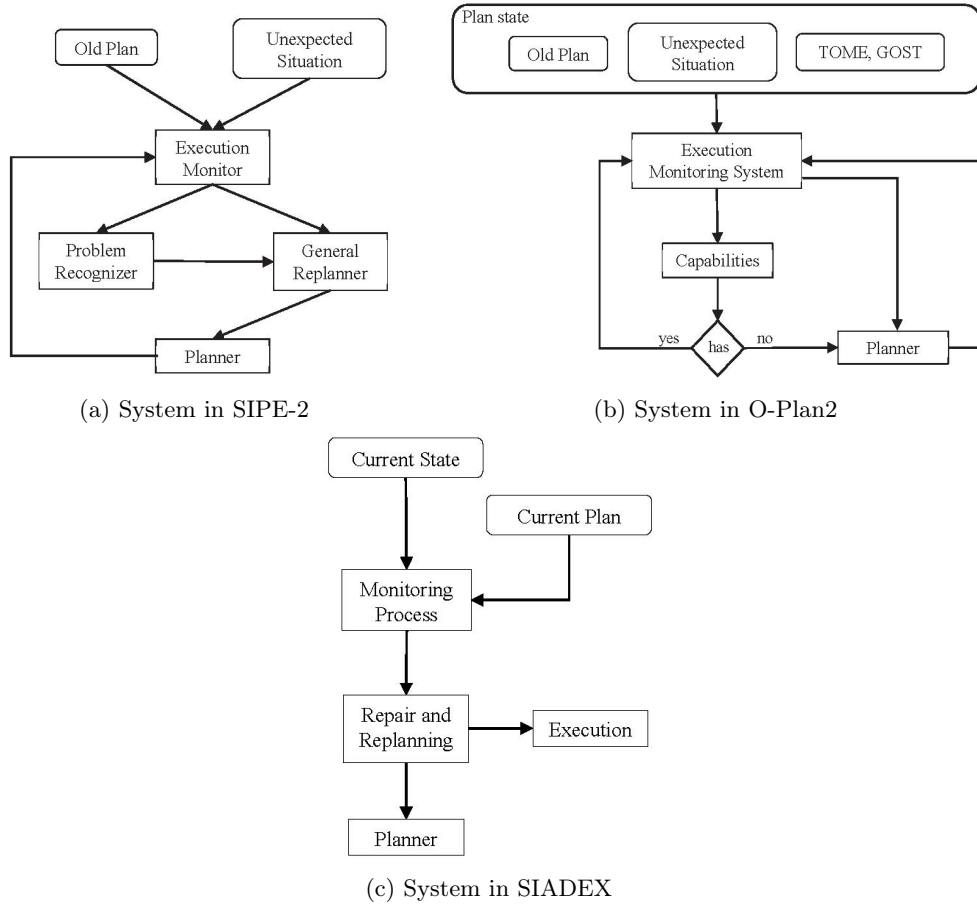 Old Plan
Unexpected
Situation
Execution
Monitor
Problem
Recognizer
General
Replanner
Planner
(a) System in SIPE-2
Plan state
Old Plan
Unexpected
Situation
TOME, GOST
Execution
Monitoring System
Capabilities
yes
has
no
Planner
(b) System in O-Plan2
Current State
Current Plan
Monitoring
Process
Repair and
Replanning
Execution
Planner
(c) System in SIADEX